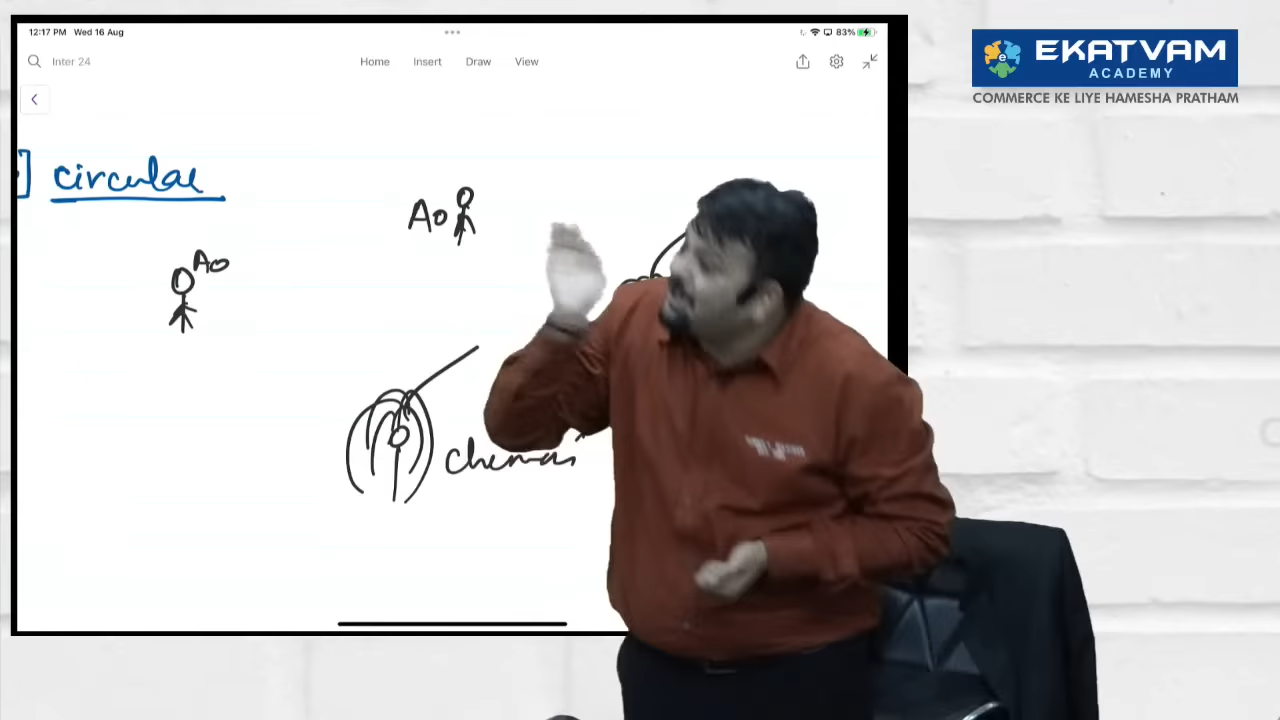 12:17 PM Wed 16 Aug
83%
Inter 24
Home Insert Draw View
EKATVAM
ACADEMY
COMMERCE KE LIYE HAMESHA PRATHAM
circular
AO
AO